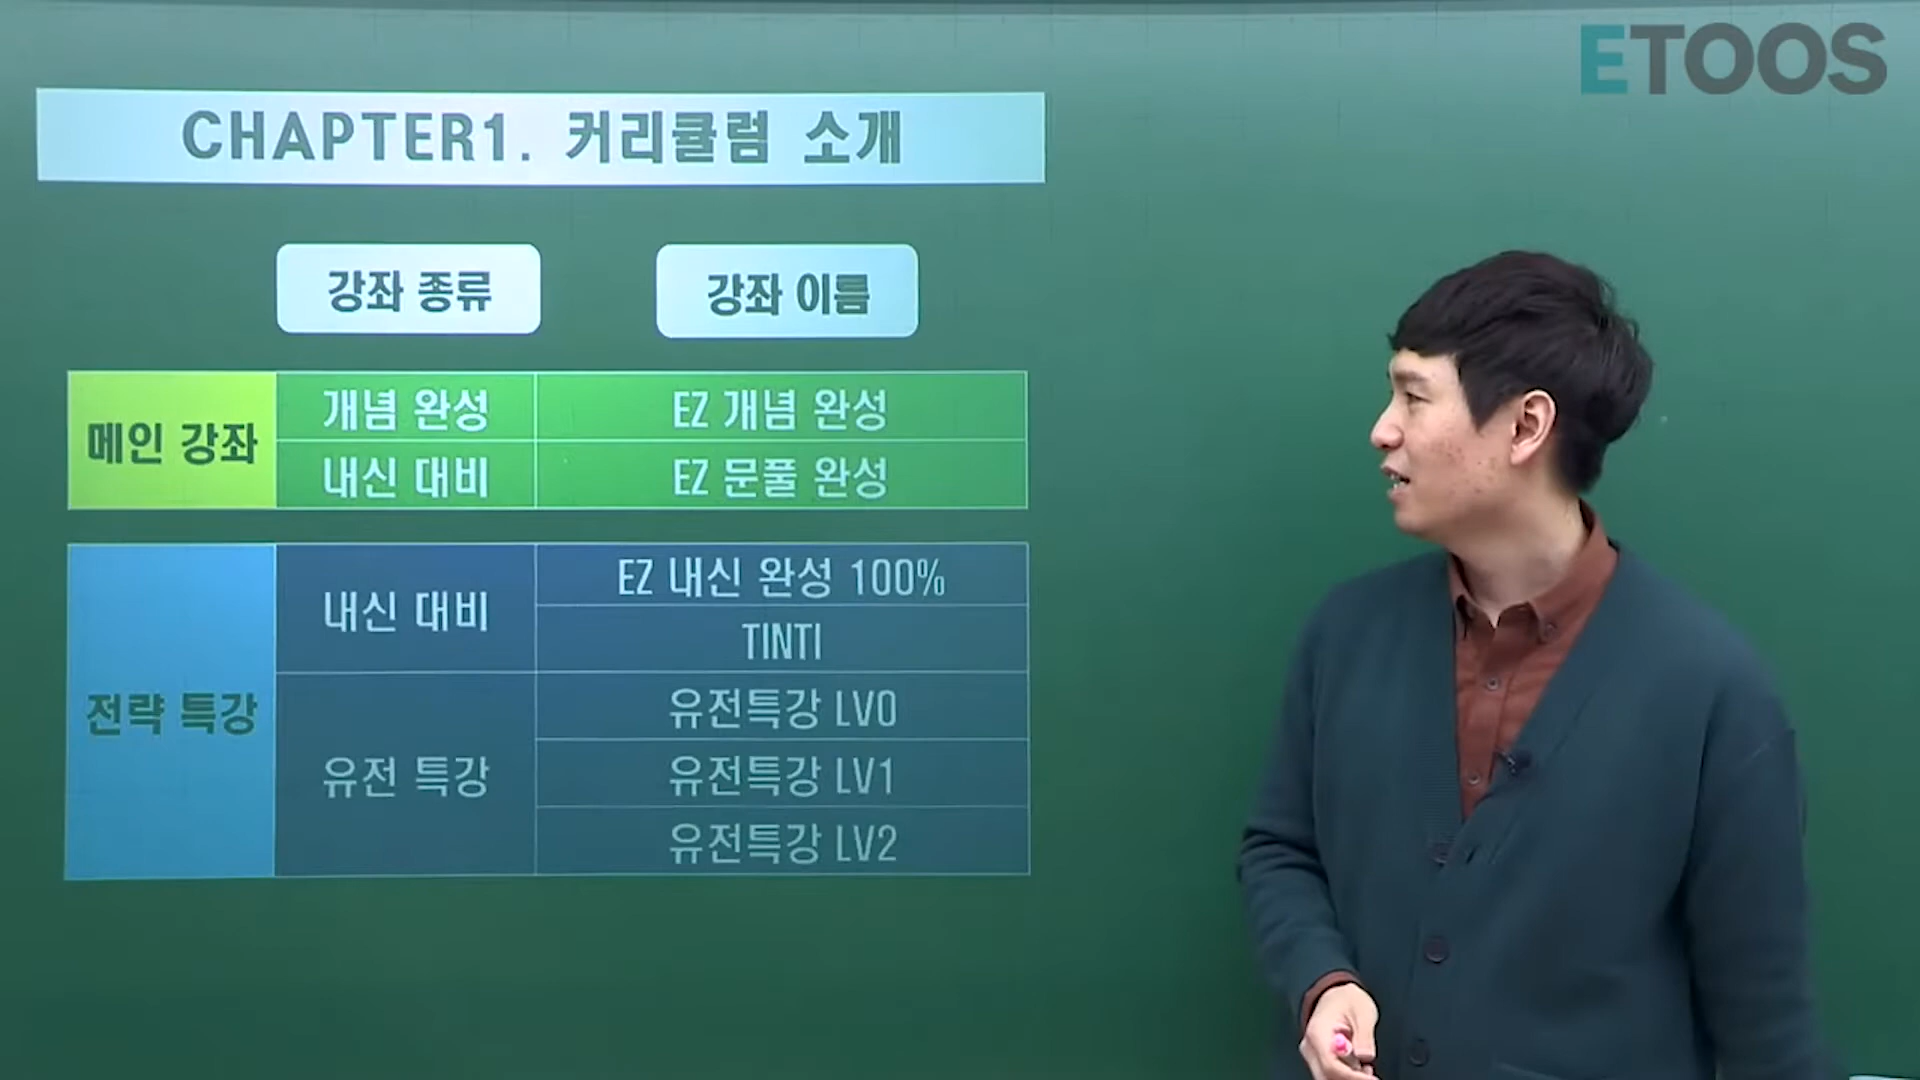 ETOOS
CHAPTER1. 커리큘럼 소개
강좌 종류
강좌 이름
메인 강좌
개념 완성
EZ 개념 완성
내신 대비
EZ 문풀 완성
전략 특강
내신 대비
EZ 내신 완성 100%
TINTI
유전 특강
유전특강 LV0
유전특강 LV1
유전특강 LV2